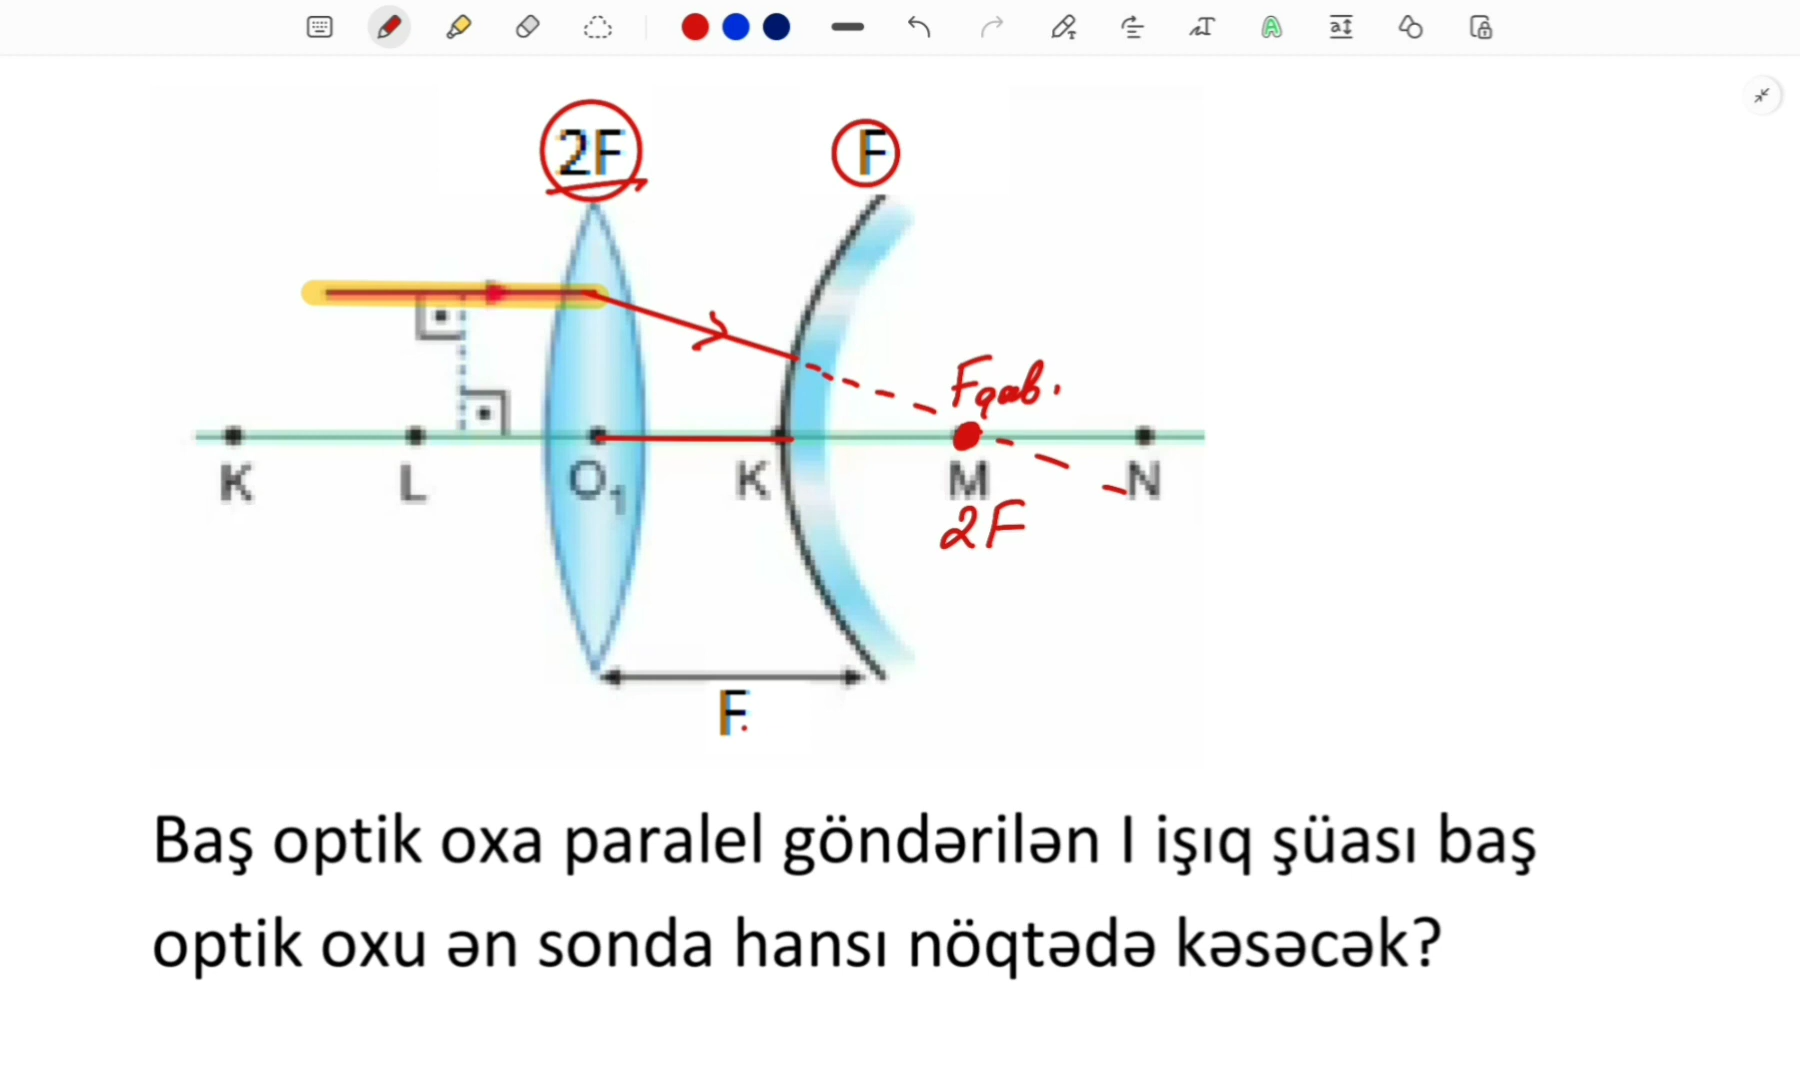 2F F
Fqab.
K L O₁ K M N
2F
F
Baş optik oxa paralel göndərilən I işıq şüası baş
optik oxu ən sonda hansı nöqtədə kəsəcək?